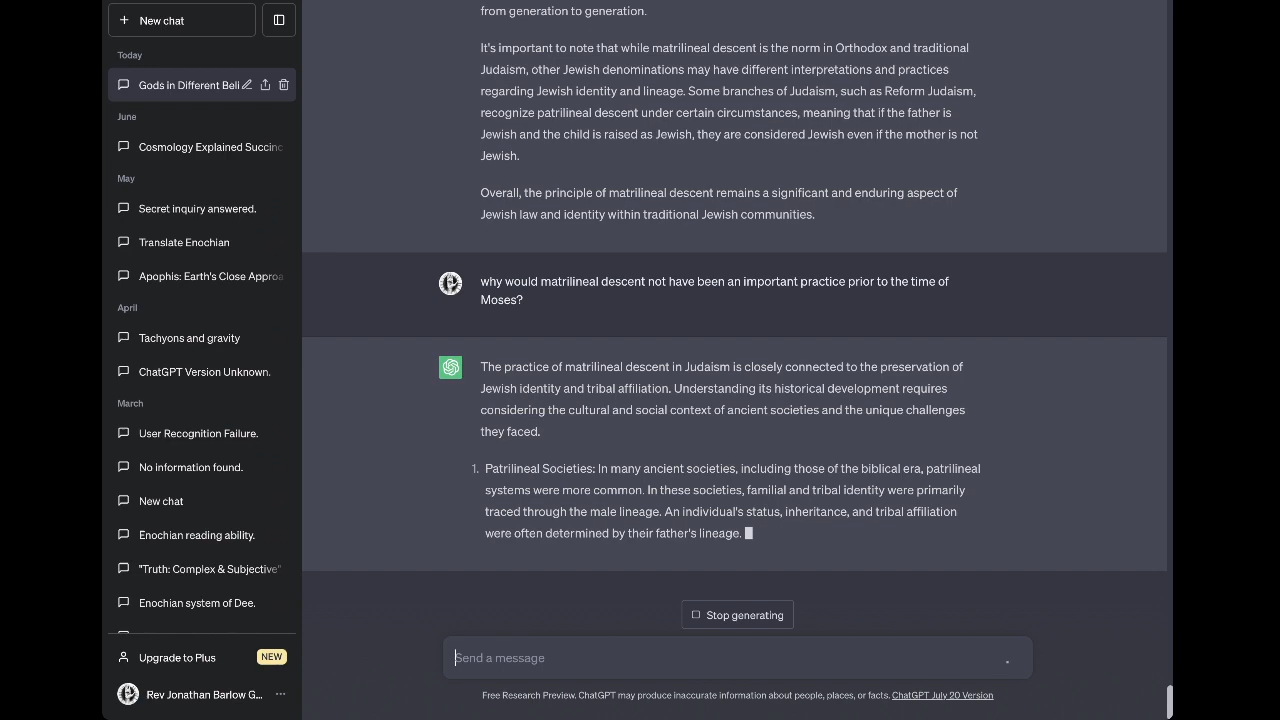 New chat
Today
Gods in Different Beli
June
Cosmology Explained Succinc
May
Secret inquiry answered.
Translate Enochian
Apophis: Earth's Close Approa
April
Tachyons and gravity
ChatGPT Version Unknown.
March
User Recognition Failure.
No information found.
New chat
Enochian reading ability.
"Truth: Complex & Subjective"
Enochian system of Dee.
Upgrade to Plus NEW
Rev Jonathan Barlow G...
from generation to generation.
It's important to note that while matrilineal descent is the norm in Orthodox and traditional
Judaism, other Jewish denominations may have different interpretations and practices
regarding Jewish identity and lineage. Some branches of Judaism, such as Reform Judaism,
recognize patrilineal descent under certain circumstances, meaning that if the father is
Jewish and the child is raised as Jewish, they are considered Jewish even if the mother is not
Jewish.
Overall, the principle of matrilineal descent remains a significant and enduring aspect of
Jewish law and identity within traditional Jewish communities.
why would matrilineal descent not have been an important practice prior to the time of
Moses?
The practice of matrilineal descent in Judaism is closely connected to the preservation of
Jewish identity and tribal affiliation. Understanding its historical development requires
considering the cultural and social context of ancient societies and the unique challenges
they faced.
1. Patrilineal Societies: In many ancient societies, including those of the biblical era, patrilineal
systems were more common. In these societies, familial and tribal identity were primarily
traced through the male lineage. An individual's status, inheritance, and tribal affiliation
were often determined by their father's lineage.
Stop generating
Send a message
Free Research Preview. ChatGPT may produce inaccurate information about people, places, or facts. ChatGPT July 20 Version